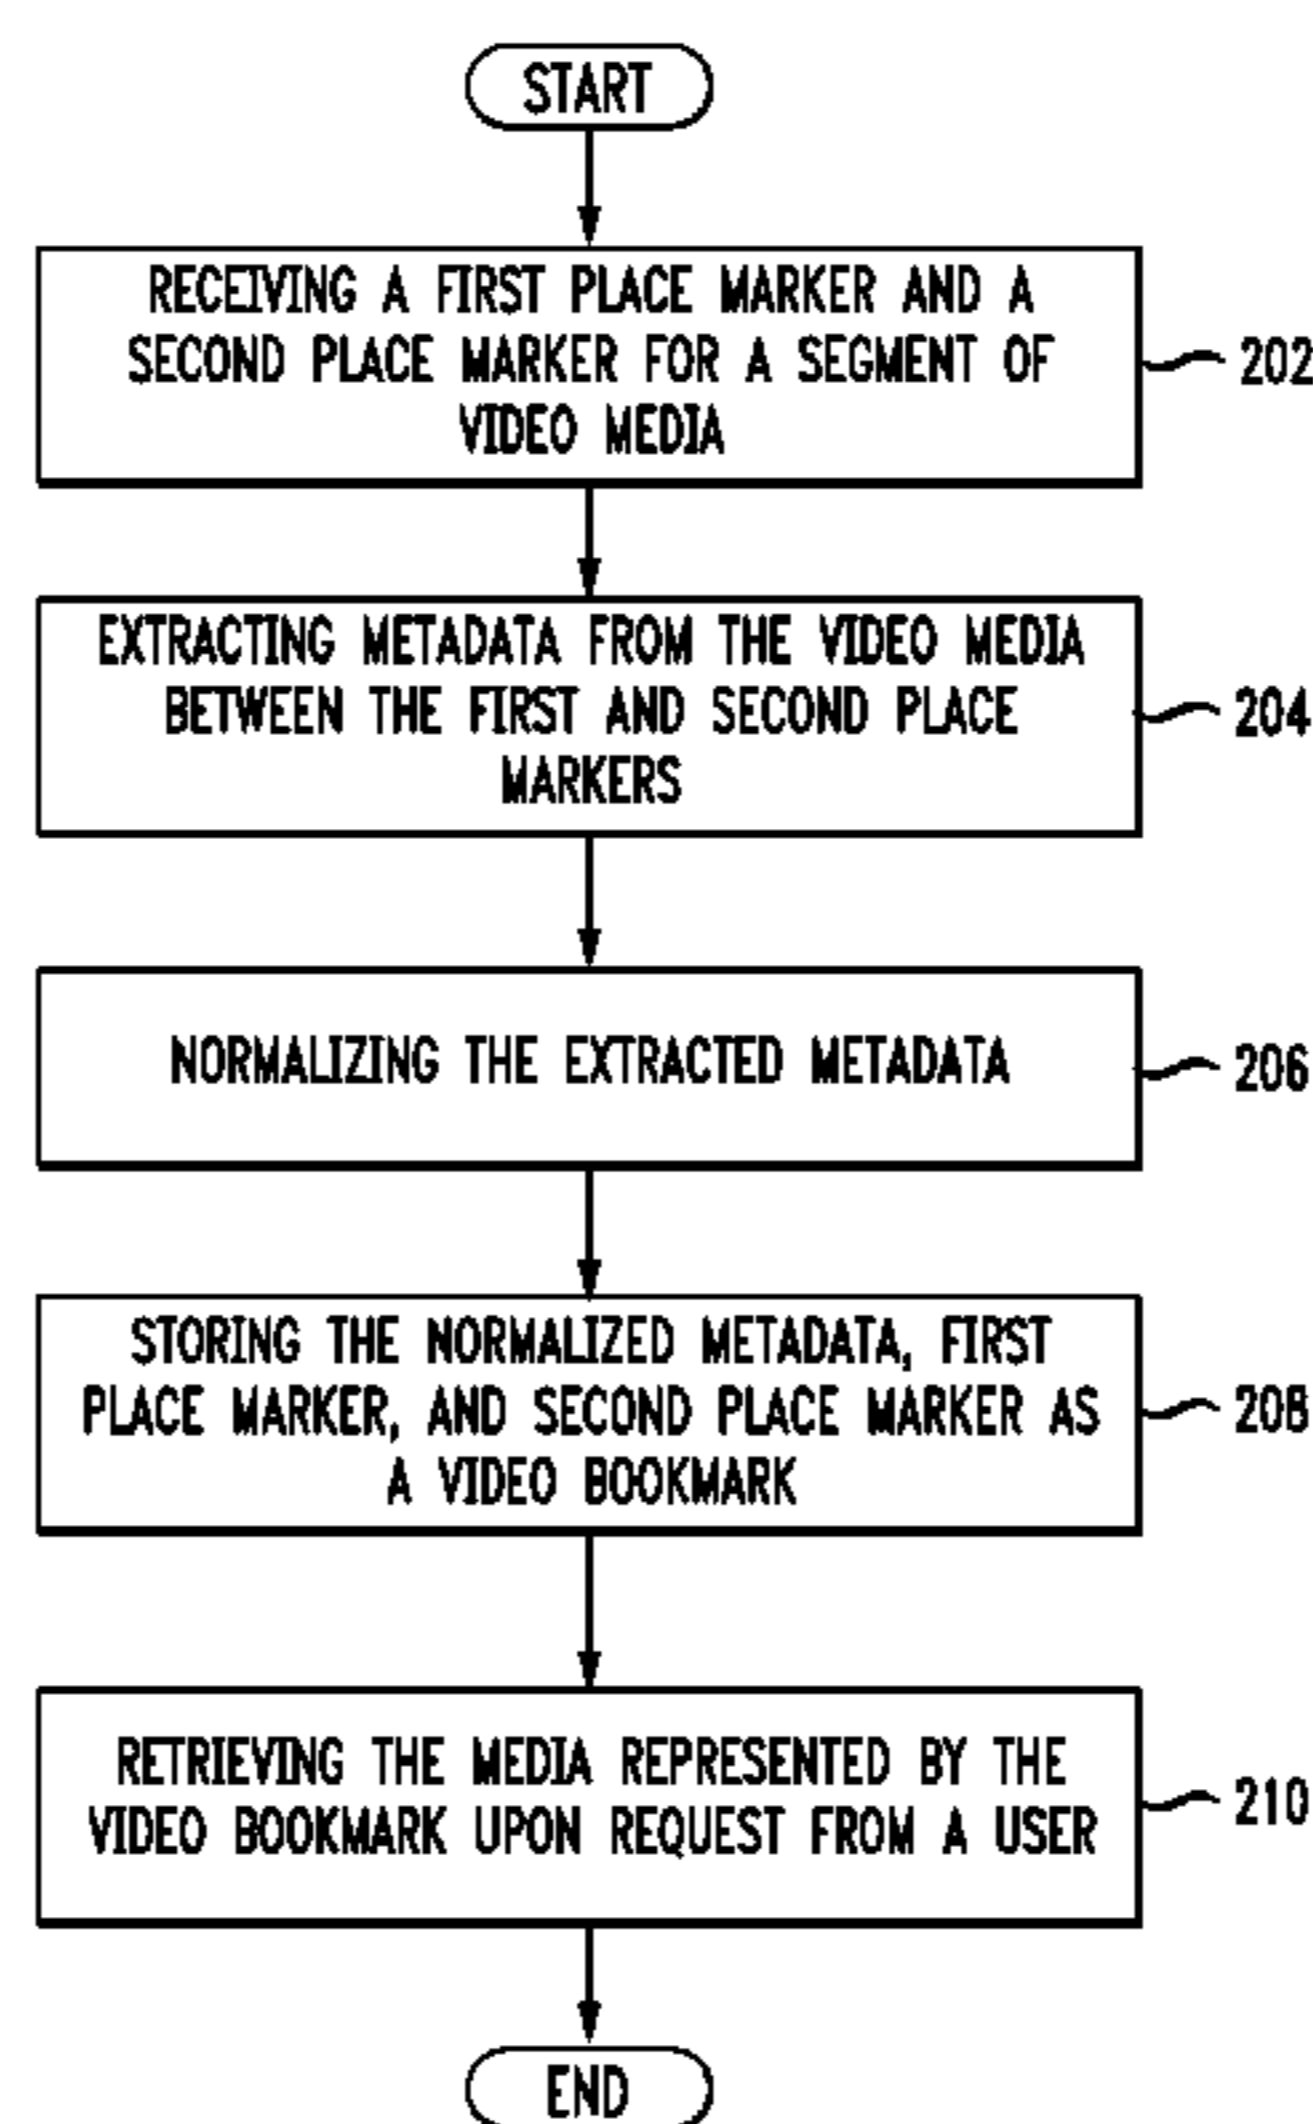 START
RECEIVING A FIRST PLACE MARKER AND A
SECOND PLACE MARKER FOR A SEGMENT OF
VIDEO MEDIA
202
EXTRACTING METADATA FROM THE VIDEO MEDIA
BETWEEN THE FIRST AND SECOND PLACE
MARKERS
204
NORMALIZING THE EXTRACTED METADATA
206
STORING THE NORMALIZED METADATA, FIRST
PLACE MARKER, AND SECOND PLACE MARKER AS
A VIDEO BOOKMARK
208
RETRIEVING THE MEDIA REPRESENTED BY THE
VIDEO BOOKMARK UPON REQUEST FROM A USER
210
END